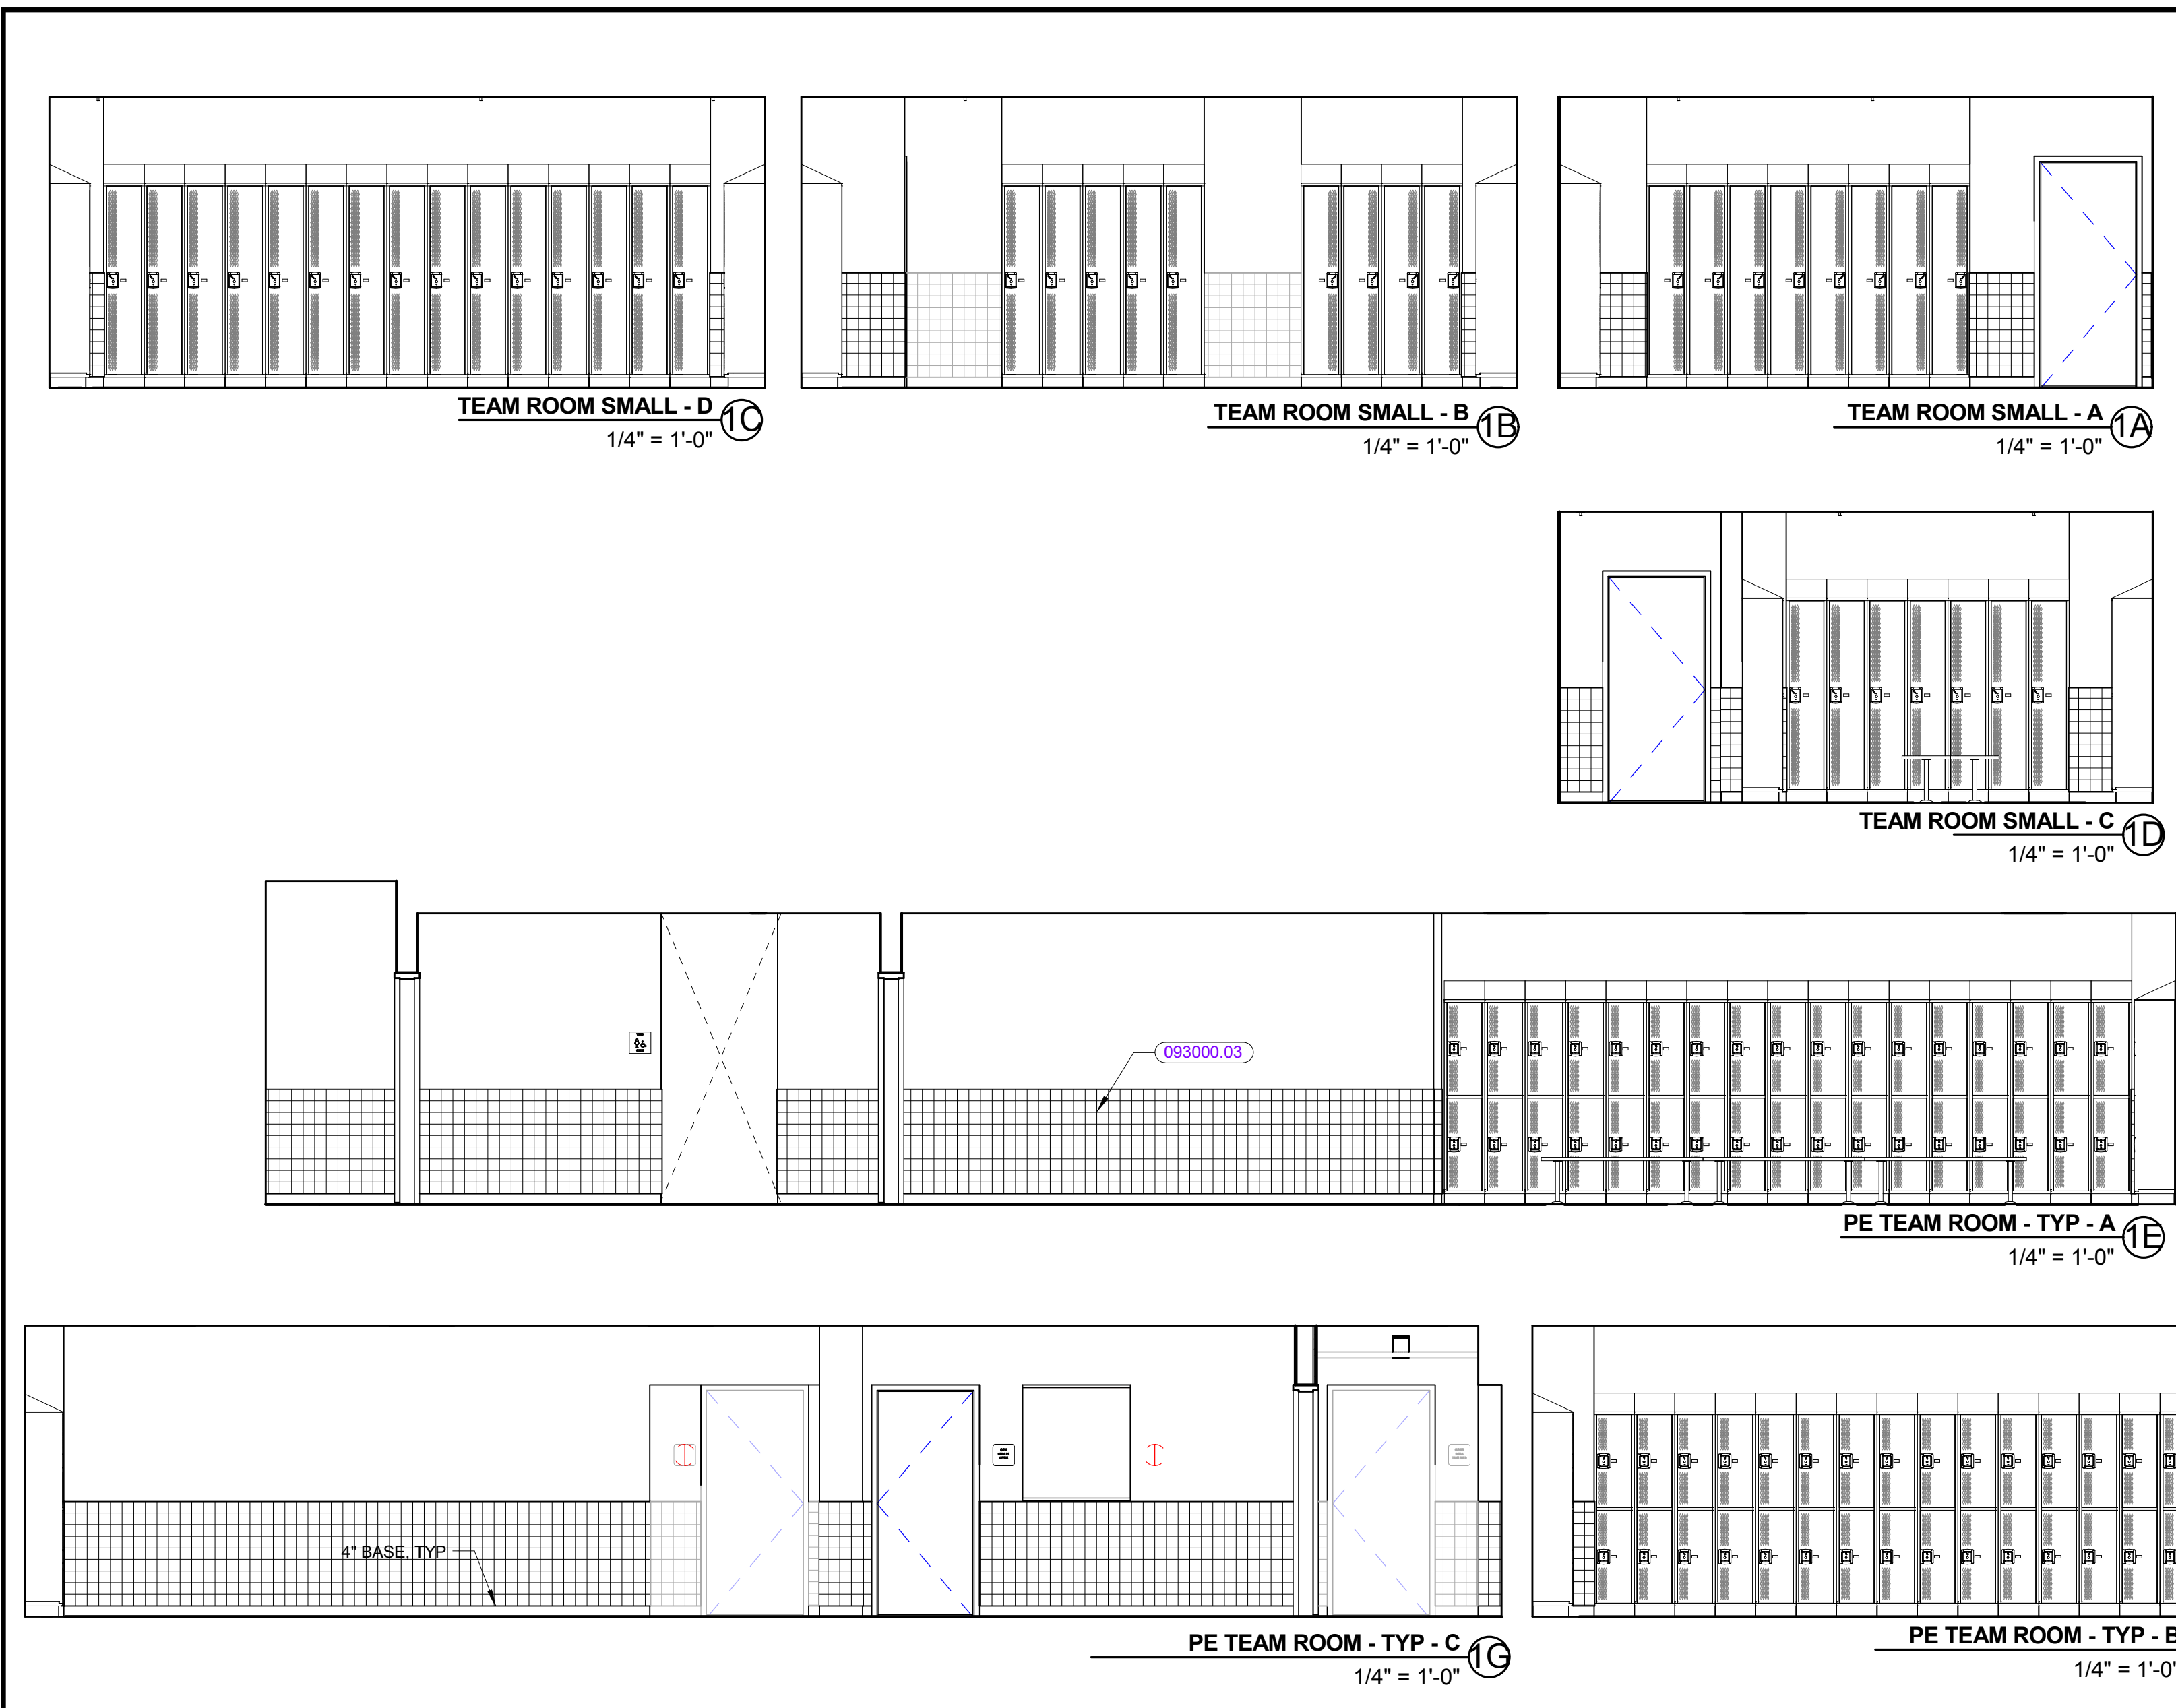 TEAM ROOM SMALL - D
1C
1/4" = 1'-0"
TEAM ROOM SMALL - B
1B
1/4" = 1'-0"
TEAM ROOM SMALL - A
1A
1/4" = 1'-0"
TEAM ROOM SMALL - C
1D
1/4" = 1'-0"
093000.03
PE TEAM ROOM - TYP - A
1E
1/4" = 1'-0"
4" BASE, TYP
PE TEAM ROOM - TYP - C
1G
1/4" = 1'-0"
PE TEAM ROOM - TYP - B
1/4" = 1'-0"